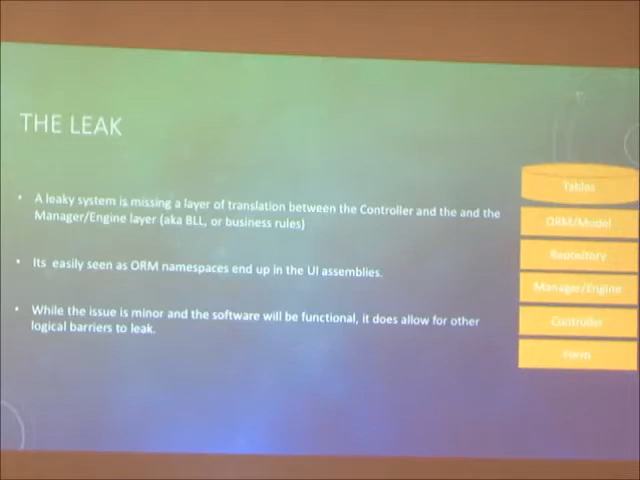 THE LEAK
• A leaky system is missing a layer of translation between the Controller and the and the
Manager/Engine layer (aka BLL, or business rules)
• Its easily seen as ORM namespaces end up in the UI assemblies.
• While the issue is minor and the software will be functional, it does allow for other
logical barriers to leak.
Tables
ORM/Model
Repository
Manager/Engine
Controller
Form